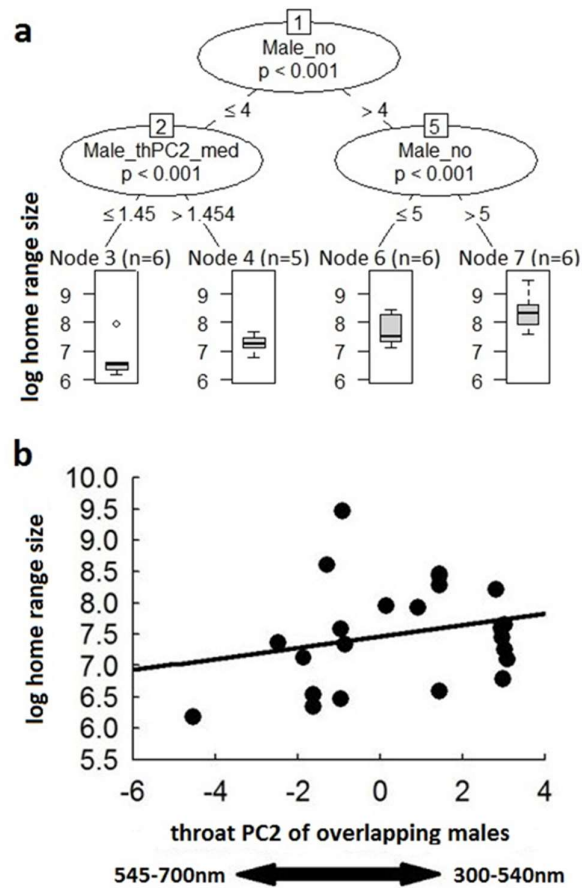 a
1
Male_no
p < 0.001
≤ 4
> 4
2
Male_thPC2_med
p < 0.001
5
Male_no
p < 0.001
≤ 1.45
> 1.454
≤ 5
> 5
log home range size
Node 3 (n=6)
Node 4 (n=5)
Node 6 (n=6)
Node 7 (n=6)
9
8
7
6
9
8
7
6
9
8
7
6
9
8
7
6
b
log home range size
10.0
9.5
9.0
8.5
8.0
7.5
7.0
6.5
6.0
5.5
-6 -4 -2 0 2 4
throat PC2 of overlapping males
545-700nm 300-540nm